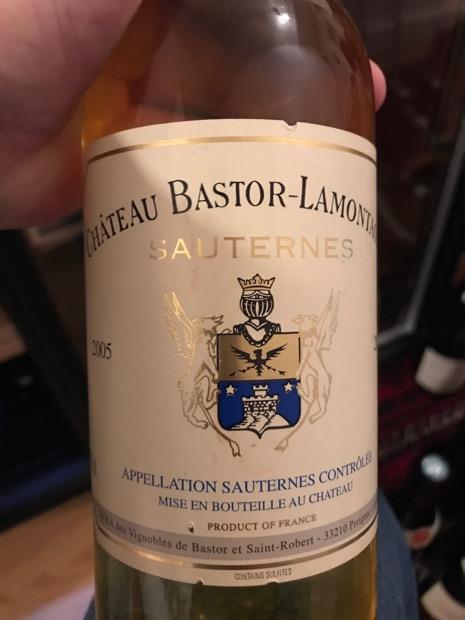 CHÂTEAU BASTOR-LAMONTA
SAUTERNES
2005
APPELLATION SAUTERNES CONTRÔLÉE
MISE EN BOUTEILLE AU CHATEAU
PRODUCT OF FRANCE
des Vignobles de Bastor et Saint-Robert - 33210
CONTAINS SULFITES